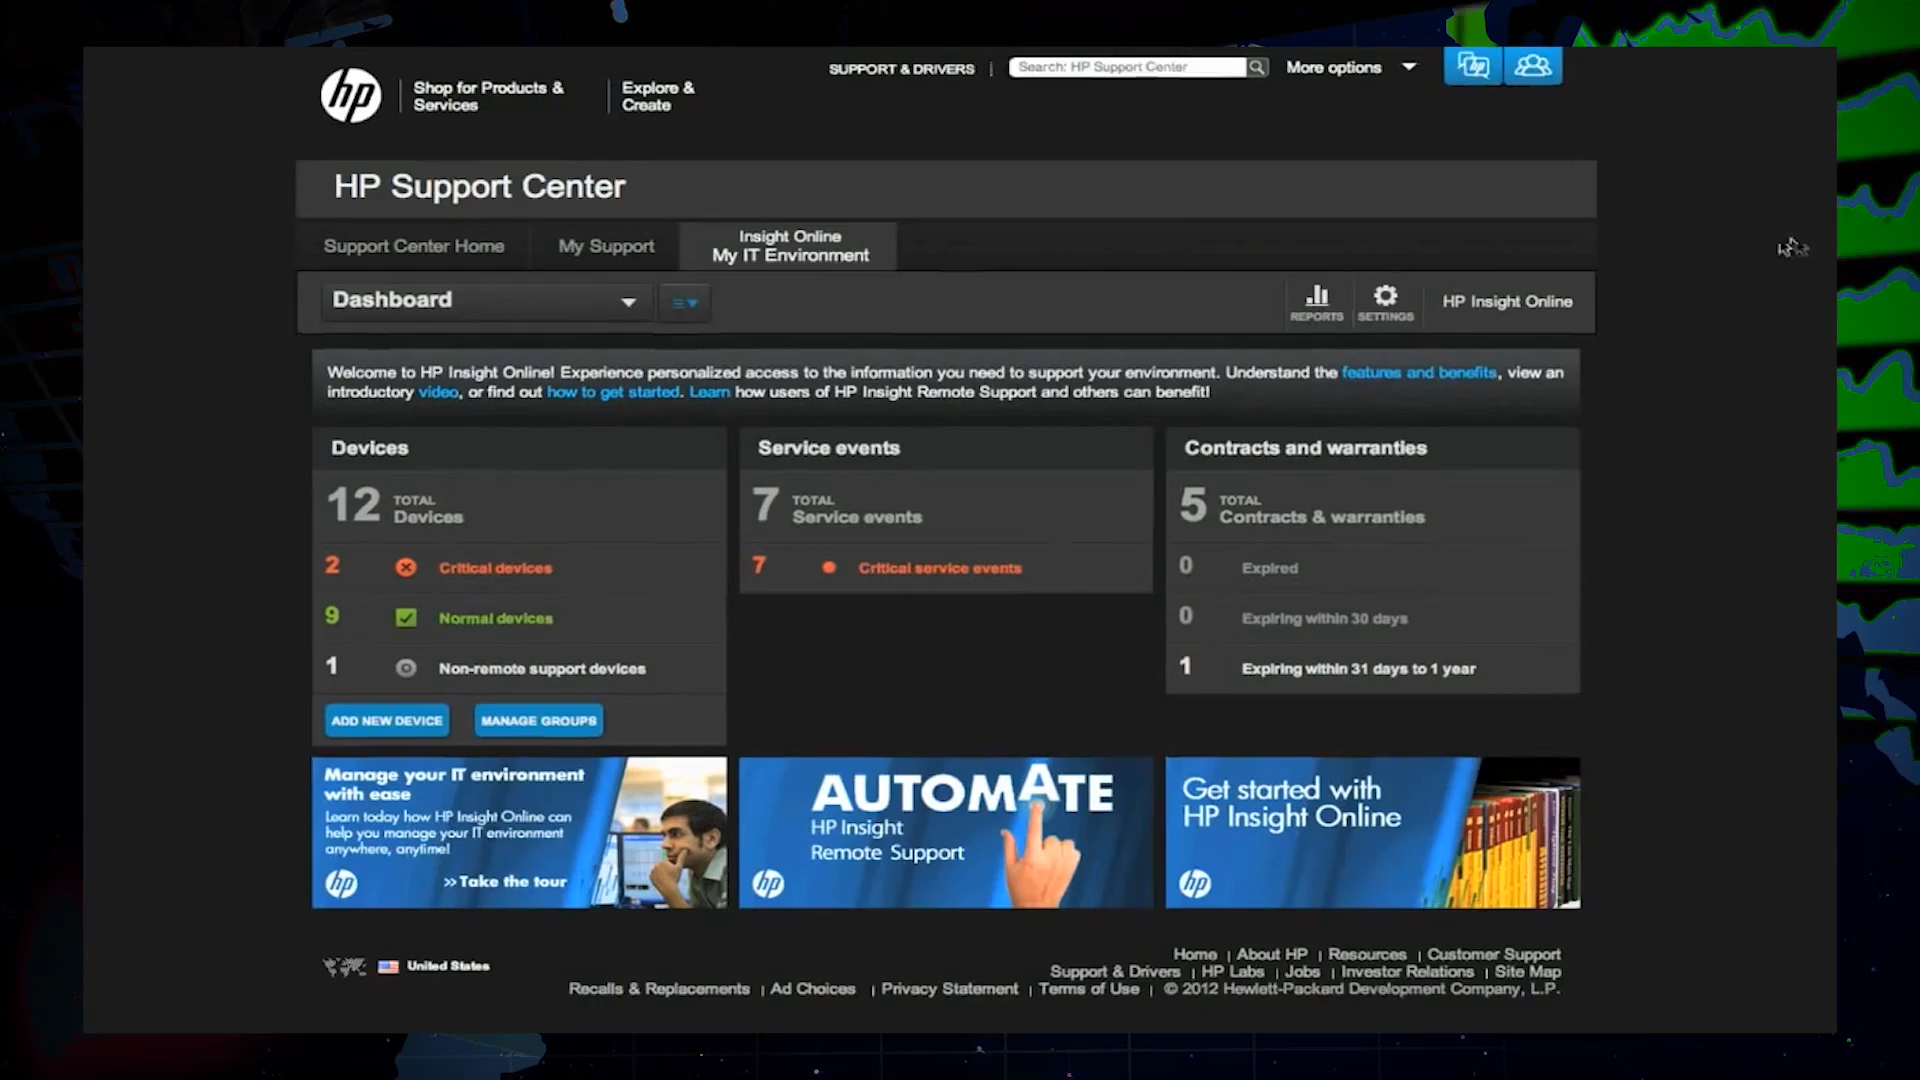 hp
Shop for Products &
Services
Explore &
Create
SUPPORT & DRIVERS
Search: HP Support Center
More options
HP Support Center
Support Center Home
My Support
Insight Online
My IT Environment
Dashboard
REPORTS
SETTINGS
HP Insight Online
Welcome to HP Insight Online! Experience personalized access to the information you need to support your environment. Understand the features and benefits, view an
introductory video, or find out how to get started. Learn how users of HP Insight Remote Support and others can benefit!
Devices
12 TOTAL
Devices
2 Critical devices
9 Normal devices
1 Non-remote support devices
ADD NEW DEVICE
MANAGE GROUPS
Service events
7 TOTAL
Service events
7 Critical service events
Contracts and warranties
5 TOTAL
Contracts & warranties
0 Expired
0 Expiring within 30 days
1 Expiring within 31 days to 1 year
Manage your IT environment
with ease
Learn today how HP Insight Online can
help you manage your IT environment
anywhere, anytime!
hp
>> Take the tour
AUTOMATE
HP Insight
Remote Support
hp
Get started with
HP Insight Online
hp
United States
Home | About HP | Resources | Customer Support
Support & Drivers | HP Labs | Jobs | Investor Relations | Site Map
Recalls & Replacements | Ad Choices | Privacy Statement | Terms of Use | © 2012 Hewlett-Packard Development Company, L.P.